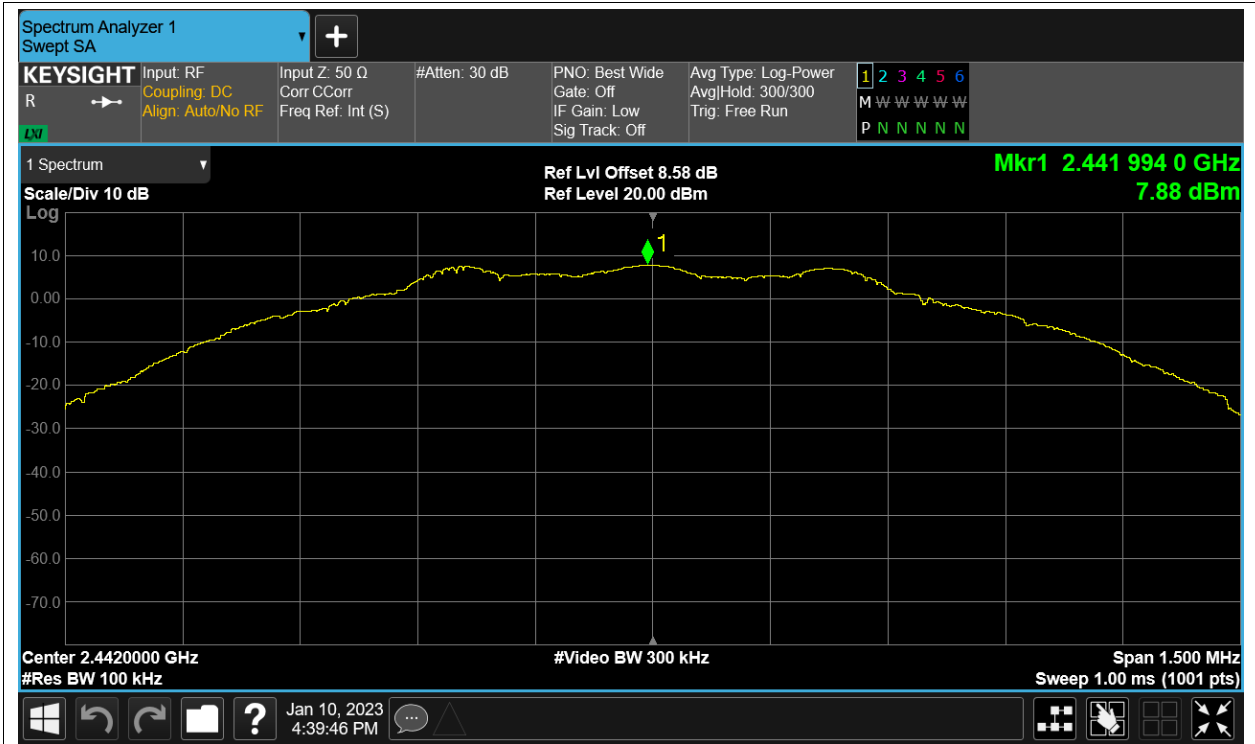 Spectrum Analyzer 1
Swept SA
+
KEYSIGHT
R
LXI
Input: RF
Coupling: DC
Align: Auto/No RF
Input Z: 50 Ω
Corr CCorr
Freq Ref: Int (S)
#Atten: 30 dB
PNO: Best Wide
Gate: Off
IF Gain: Low
Sig Track: Off
Avg Type: Log-Power
Avg|Hold: 300/300
Trig: Free Run
1 2 3 4 5 6
M W W W W W
P N N N N N
1 Spectrum
Scale/Div 10 dB
Log
Ref Lvl Offset 8.58 dB
Ref Level 20.00 dBm
Mkr1 2.441 994 0 GHz
7.88 dBm
1
10.0
0.00
-10.0
-20.0
-30.0
-40.0
-50.0
-60.0
-70.0
Center 2.4420000 GHz
#Res BW 100 kHz
#Video BW 300 kHz
Span 1.500 MHz
Sweep 1.00 ms (1001 pts)
?
Jan 10, 2023
4:39:46 PM